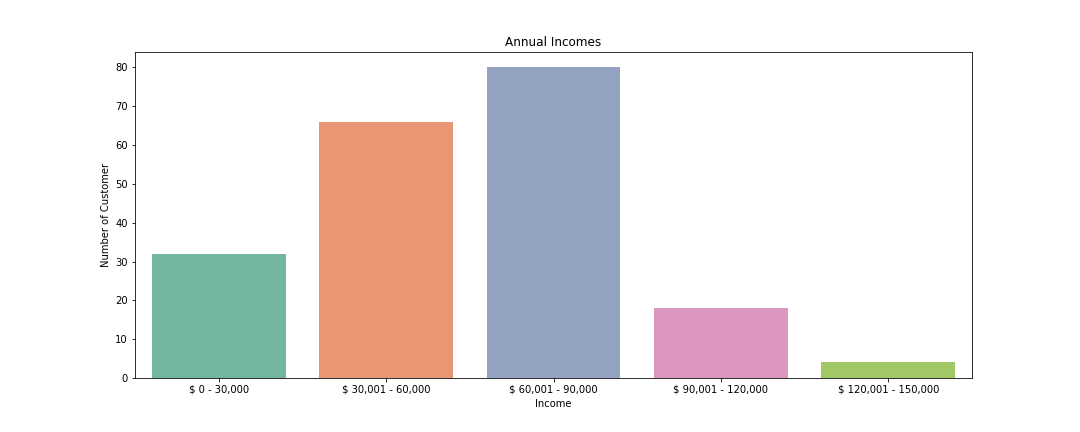 Annual Incomes
80
70
60
50
40
30
20
10
0
Number of Customer
$ 0 - 30,000
$ 30,001 - 60,000
$ 60,001 - 90,000
$ 90,001 - 120,000
$ 120,001 - 150,000
Income